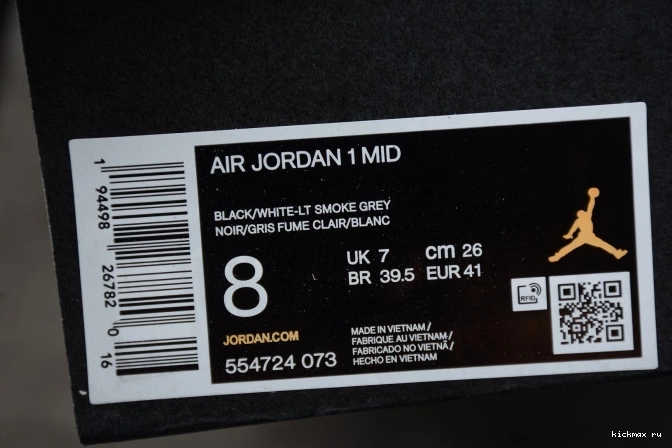 AIR JORDAN 1 MID
BLACK/WHITE-LT SMOKE GREY
NOIR/GRIS FUME CLAIR/BLANC
8
UK 7 cm 26
BR 39.5 EUR 41
RFID
JORDAN.COM
554724 073
MADE IN VIETNAM/
FABRIQUE AU VIETNAM/
FABRICADO NO VIETNÃ/
HECHO EN VIETNAM
1 94498 26782 0 16
kickmax ru